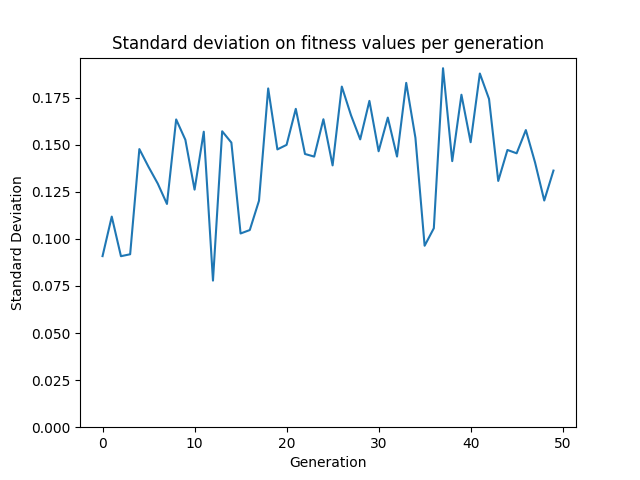 Standard deviation on fitness values per generation
Standard Deviation
0.175
0.150
0.125
0.100
0.075
0.050
0.025
0.000
0 10 20 30 40 50
Generation